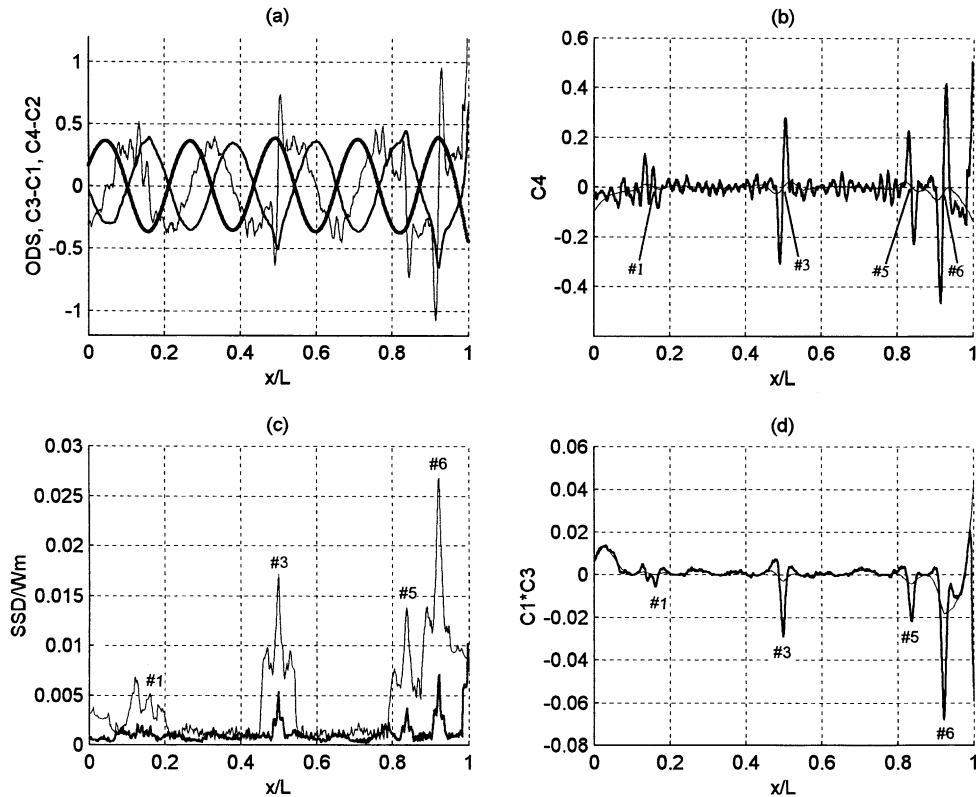 (a)
ODS, C3-C1, C4-C2
1
0.5
0
-0.5
-1
0 0.2 0.4 0.6 0.8 1
x/L
(b)
C4
0.6
0.4
0.2
0
-0.2
-0.4
#1
#3
#5
#6
0 0.2 0.4 0.6 0.8 1
x/L
(c)
SSD/Wm
0.03
0.025
0.02
0.015
0.01
0.005
0
#1
#3
#5
#6
0 0.2 0.4 0.6 0.8 1
x/L
(d)
C1*C3
0.06
0.04
0.02
0
-0.02
-0.04
-0.06
-0.08
#1
#3
#5
#6
0 0.2 0.4 0.6 0.8 1
x/L